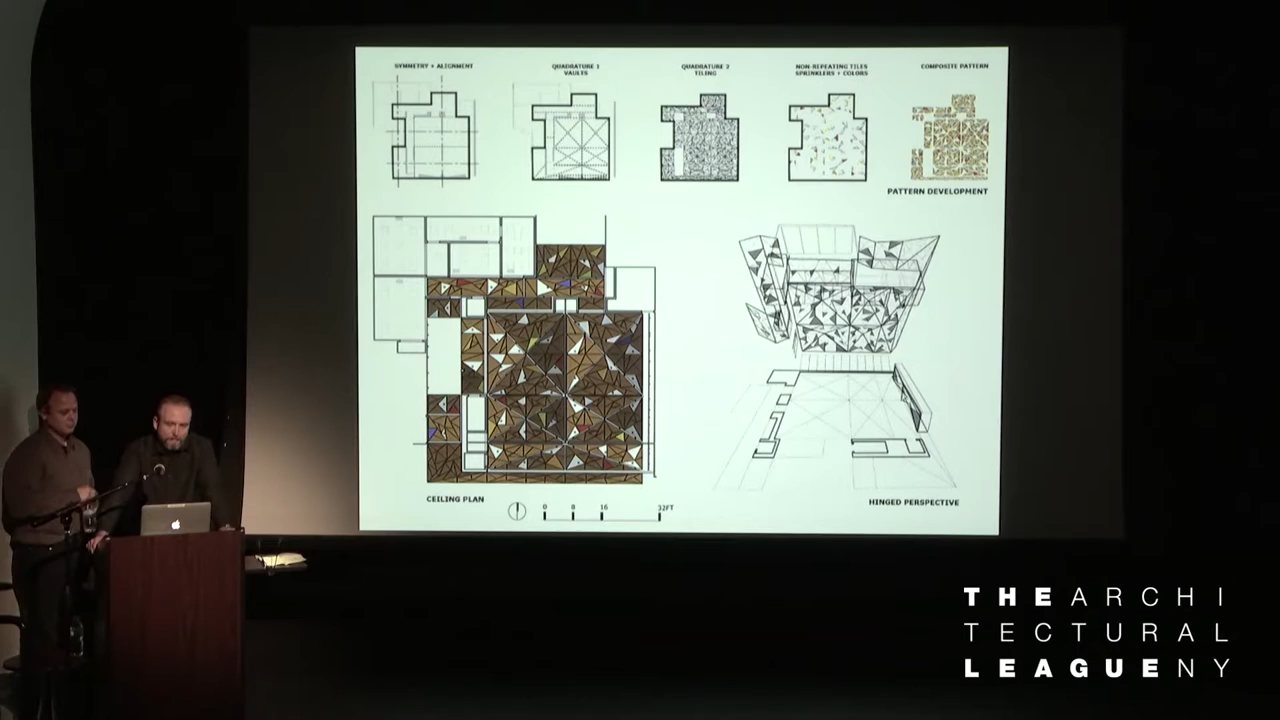 SYMMETRY + ALIGNMENT
QUADRATURE 1
VAULTS
QUADRATURE 2
TILING
NON-REPEATING TILES
SPRINKLERS + COLORS
COMPOSITE PATTERN
PATTERN DEVELOPMENT
CEILING PLAN
0 8 16 32FT
HINGED PERSPECTIVE
THE ARCHI
TECTURAL
LEAGUE NY